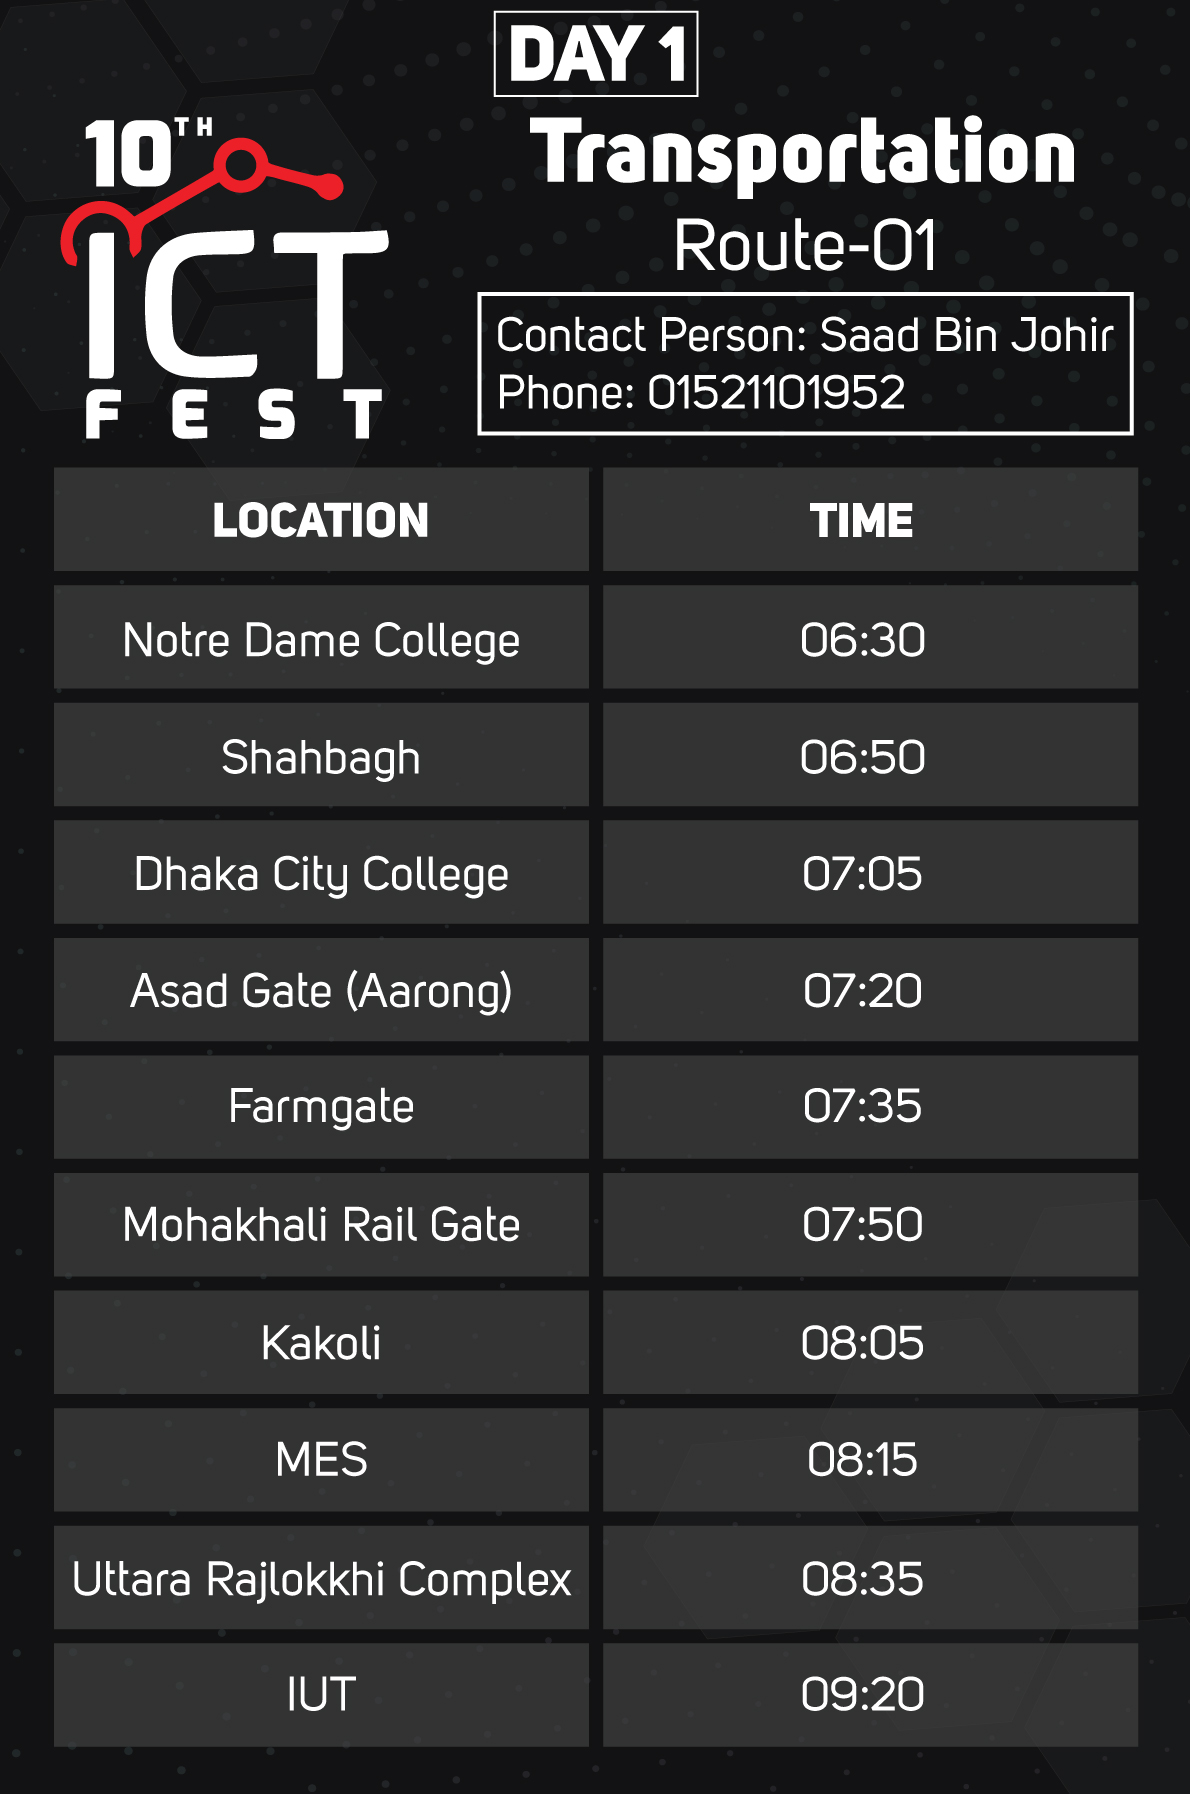 DAY 1
10TH
ICT
FEST
Transportation
Route-01
Contact Person: Saad Bin Johir
Phone: 01521101952
LOCATION TIME
Notre Dame College 06:30
Shahbagh 06:50
Dhaka City College 07:05
Asad Gate (Aarong) 07:20
Farmgate 07:35
Mohakhali Rail Gate 07:50
Kakoli 08:05
MES 08:15
Uttara Rajlokkhi Complex 08:35
IUT 09:20